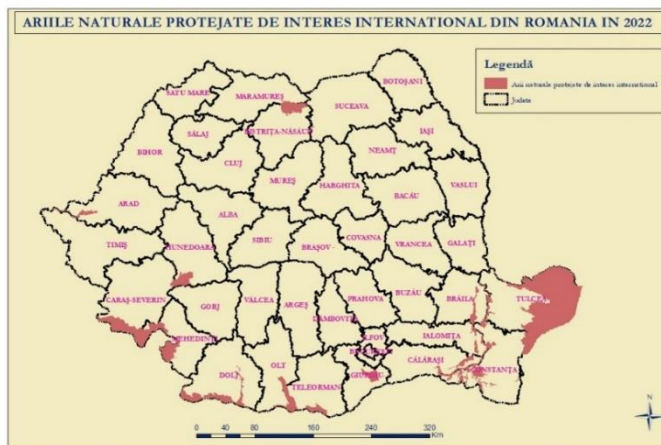 ARIILE NATURALE PROTEJATE DE INTERES INTERNATIONAL DIN ROMANIA IN 2022
Legendă
Arii naturale protejate de interes international
Judete
BOTOȘANI
SATU MARE
MARAMUREȘ
SUCEAVA
BISTRIȚA-NĂSĂUD
IAȘI
SĂLAJ
BIHOR
CLUJ
NEAMȚ
MUREȘ
HARGHITA
VASLUI
BACĂU
ARAD
ALBA
TIMIȘ
HUNEDOARA
SIBIU
BRAȘOV
COVASNA
VRANCEA
GALAȚI
CARAȘ-SEVERIN
GORJ
VÂLCEA
ARGEȘ
PRAHOVA
BUZĂU
BRĂILA
TULCEA
DÂMBOVIȚA
MEHEDINȚI
ILFOV
IALOMIȚA
BUCUREȘTI
CĂLĂRAȘI
CONSTANȚA
DOLJ
OLT
TELEORMAN
GIURGIU
N
0 40 80 160 240 320
Km